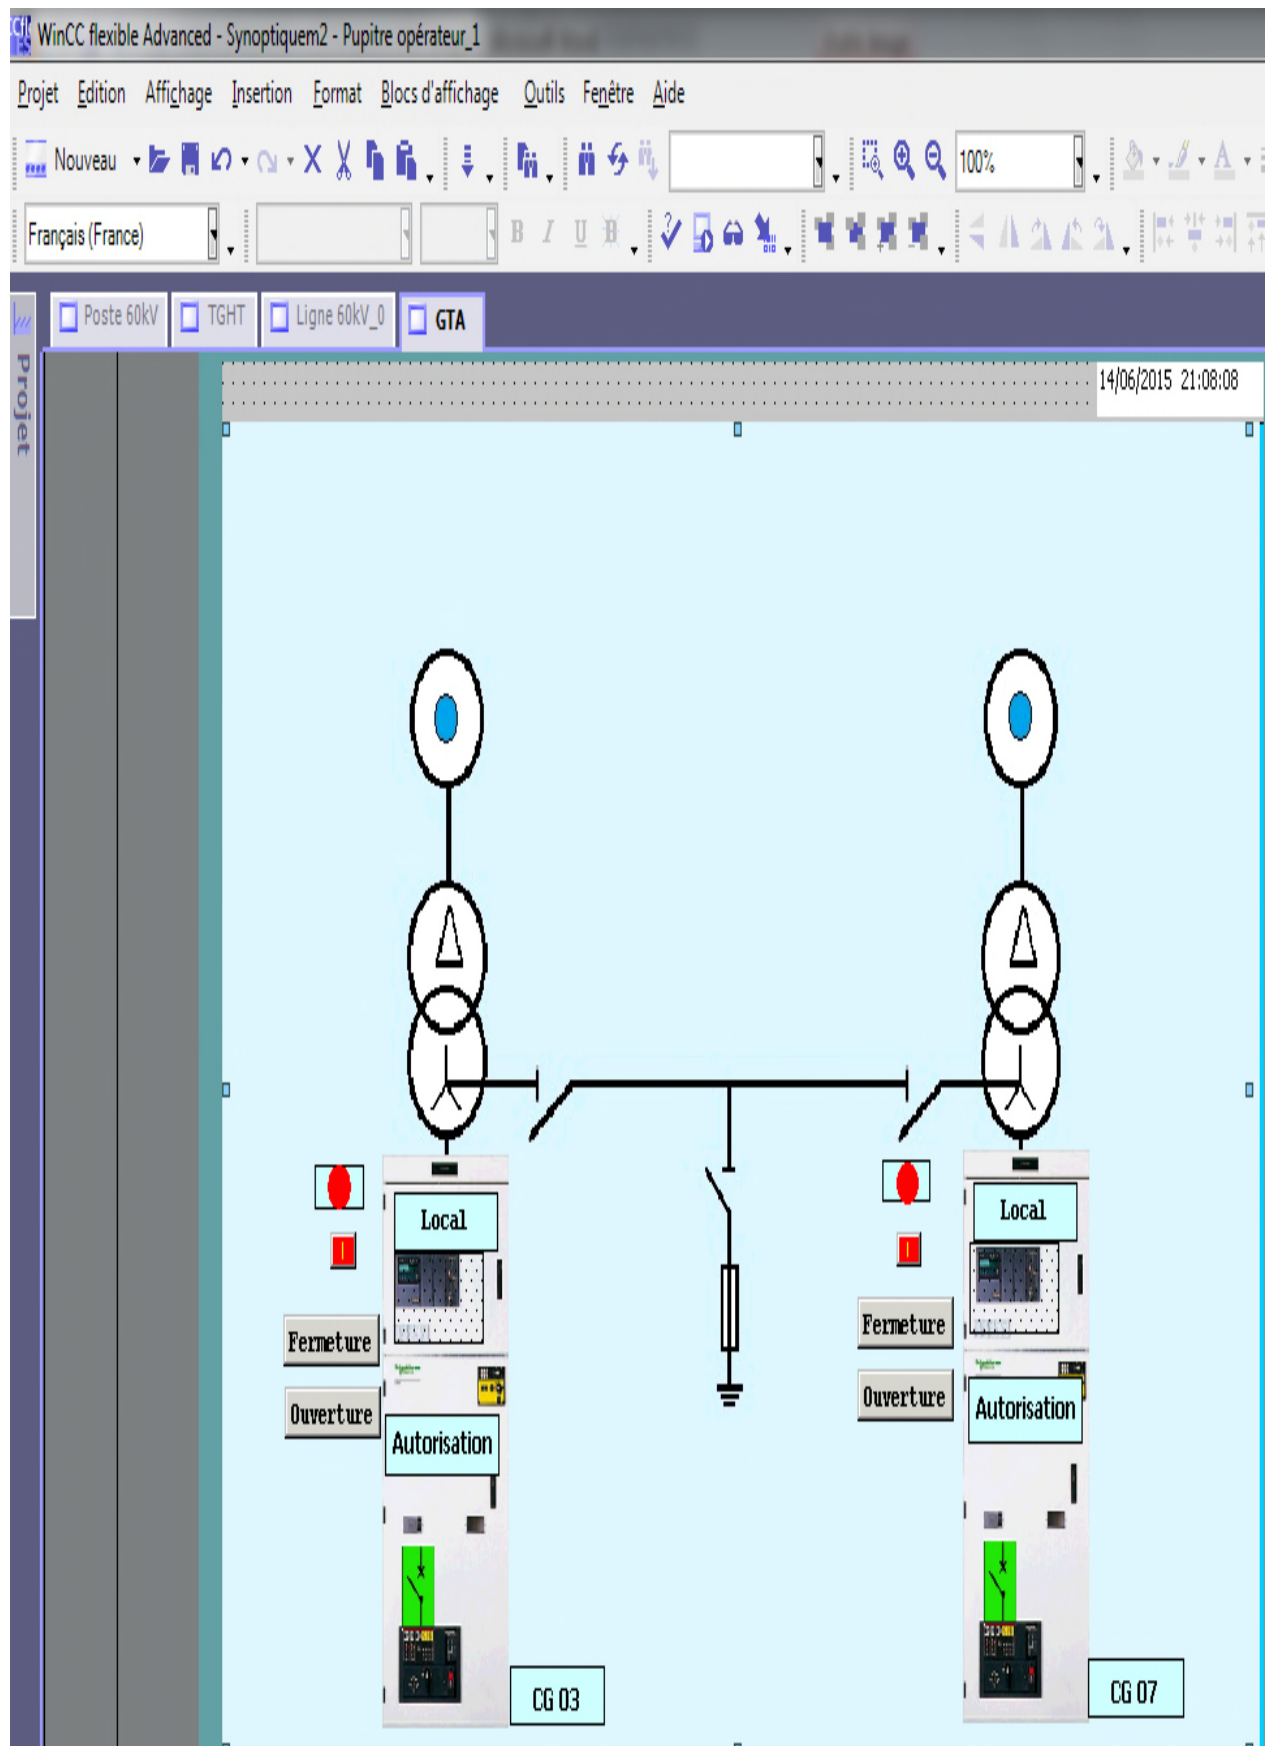 WinCC flexible Advanced - Synoptiquem2 - Pupitre opérateur_1
Projet Edition Affichage Insertion Format Blocs d'affichage Outils Fenêtre Aide
Nouveau 100%
Français (France) B I U B
Poste 60kV TGHT Ligne 60kV_0 GTA
Projet
14/06/2015 21:08:08
Local
Local
Fermeture
Fermeture
Ouverture
Ouverture
Autorisation
Autorisation
CG 03
CG 07